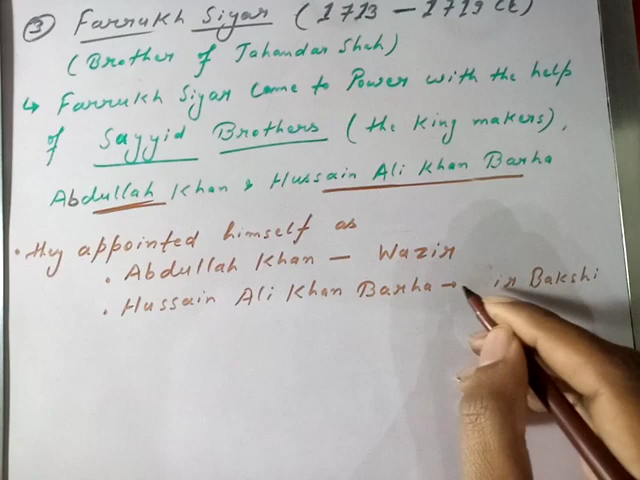 ③ Farrukh Siyar (1713 – 1719 CE)
(Brother of Jahandar Shah)
↳ Farrukh Siyar came to Power with the help
of Sayyid Brothers (the King makers),
Abdullah Khan & Hussain Ali Khan Barha
• they appointed himself as
• Abdullah Khan – Wazir
• Hussain Ali Khan Barha → ir Bakshi